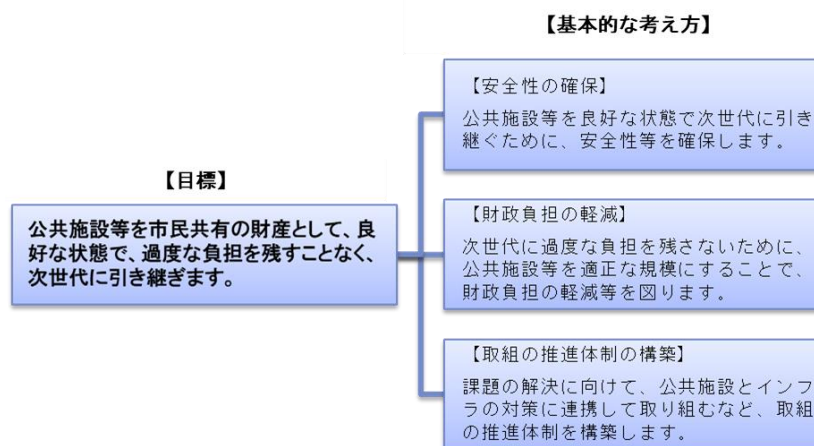 【基本的な考え方】
【安全性の確保】
公共施設等を良好な状態で次世代に引き
継ぐために、安全性等を確保します。
【目標】
公共施設等を市民共有の財産として、良
好な状態で、過度な負担を残すことなく、
次世代に引き継ぎます。
【財政負担の軽減】
次世代に過度な負担を残さないために、
公共施設等を適正な規模にすることで、
財政負担の軽減等を図ります。
【取組の推進体制の構築】
課題の解決に向けて、公共施設とインフ
ラの対策に連携して取り組むなど、取組
の推進体制を構築します。